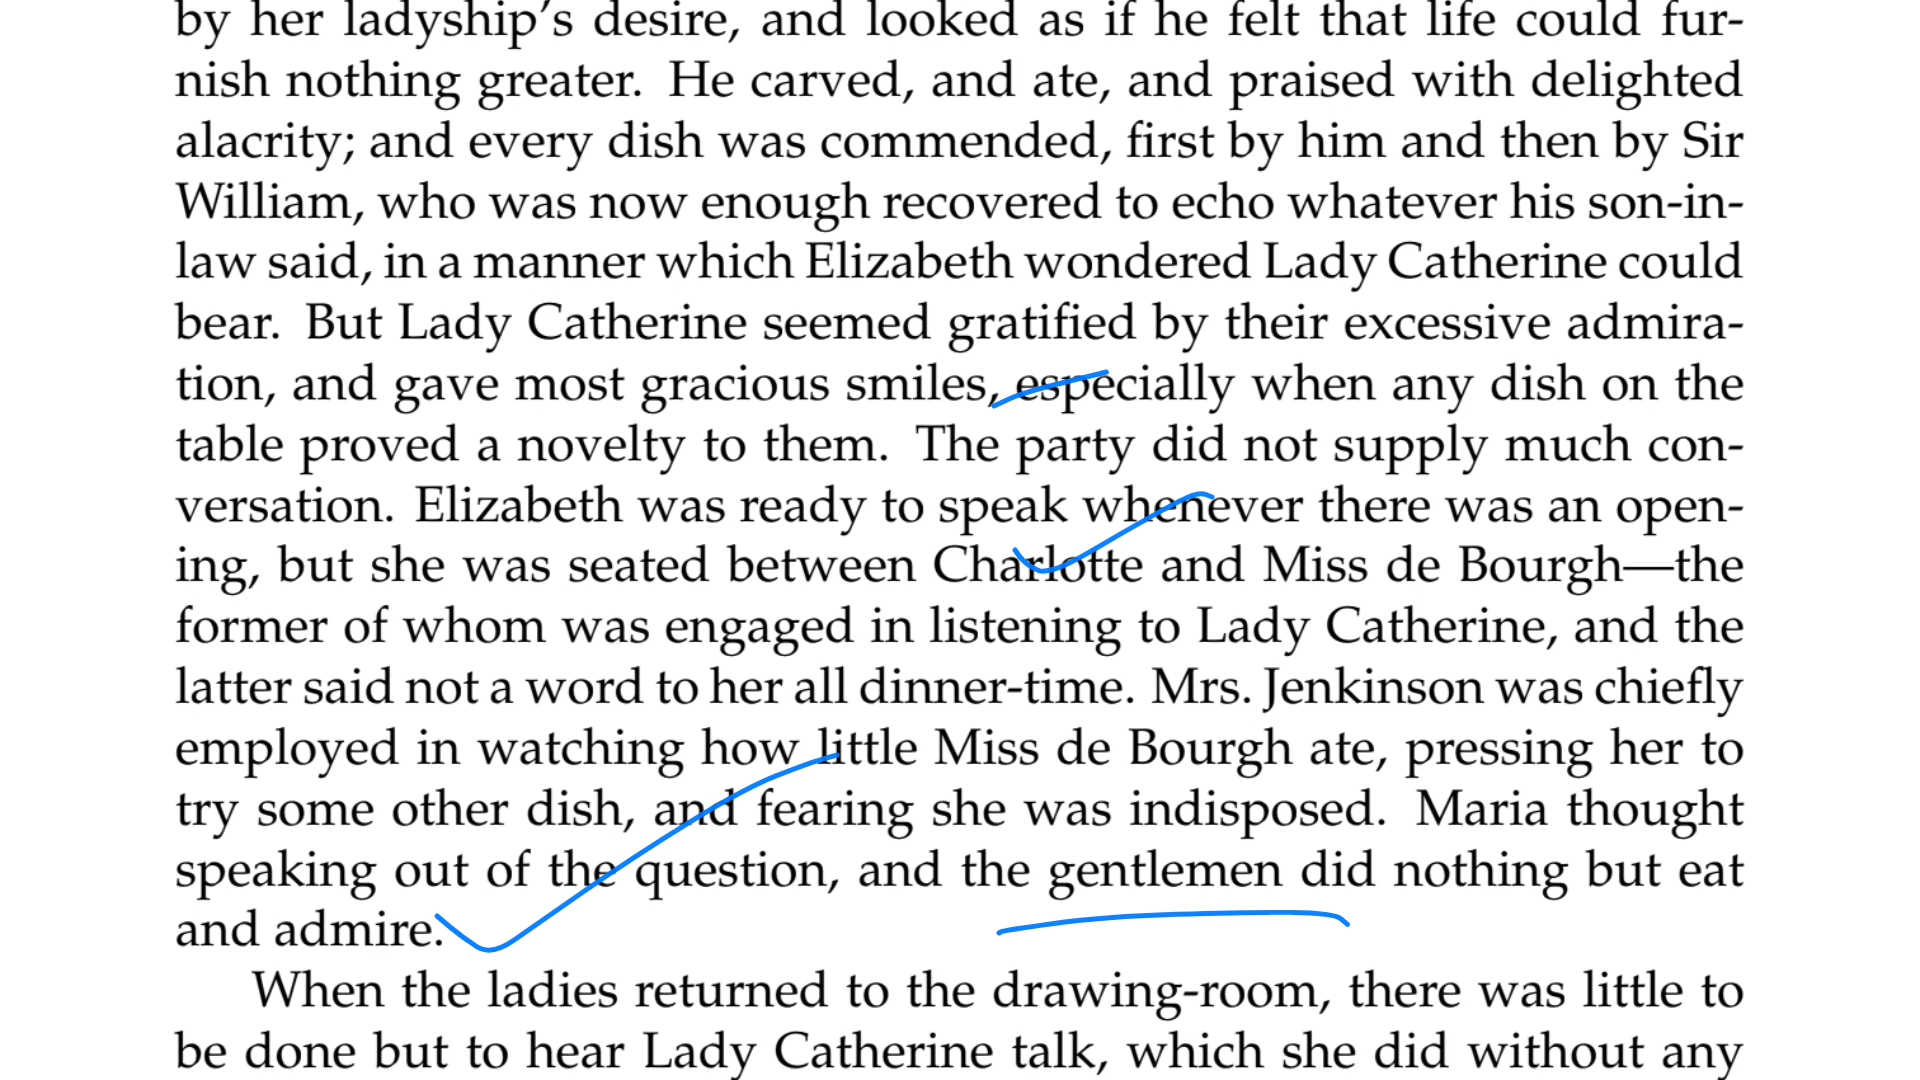 by her ladyship’s desire, and looked as if he felt that life could fur-
nish nothing greater. He carved, and ate, and praised with delighted
alacrity; and every dish was commended, first by him and then by Sir
William, who was now enough recovered to echo whatever his son-in-
law said, in a manner which Elizabeth wondered Lady Catherine could
bear. But Lady Catherine seemed gratified by their excessive admira-
tion, and gave most gracious smiles, especially when any dish on the
table proved a novelty to them. The party did not supply much con-
versation. Elizabeth was ready to speak whenever there was an open-
ing, but she was seated between Charlotte and Miss de Bourgh—the
former of whom was engaged in listening to Lady Catherine, and the
latter said not a word to her all dinner-time. Mrs. Jenkinson was chiefly
employed in watching how little Miss de Bourgh ate, pressing her to
try some other dish, and fearing she was indisposed. Maria thought
speaking out of the question, and the gentlemen did nothing but eat
and admire.
When the ladies returned to the drawing-room, there was little to
be done but to hear Lady Catherine talk, which she did without any